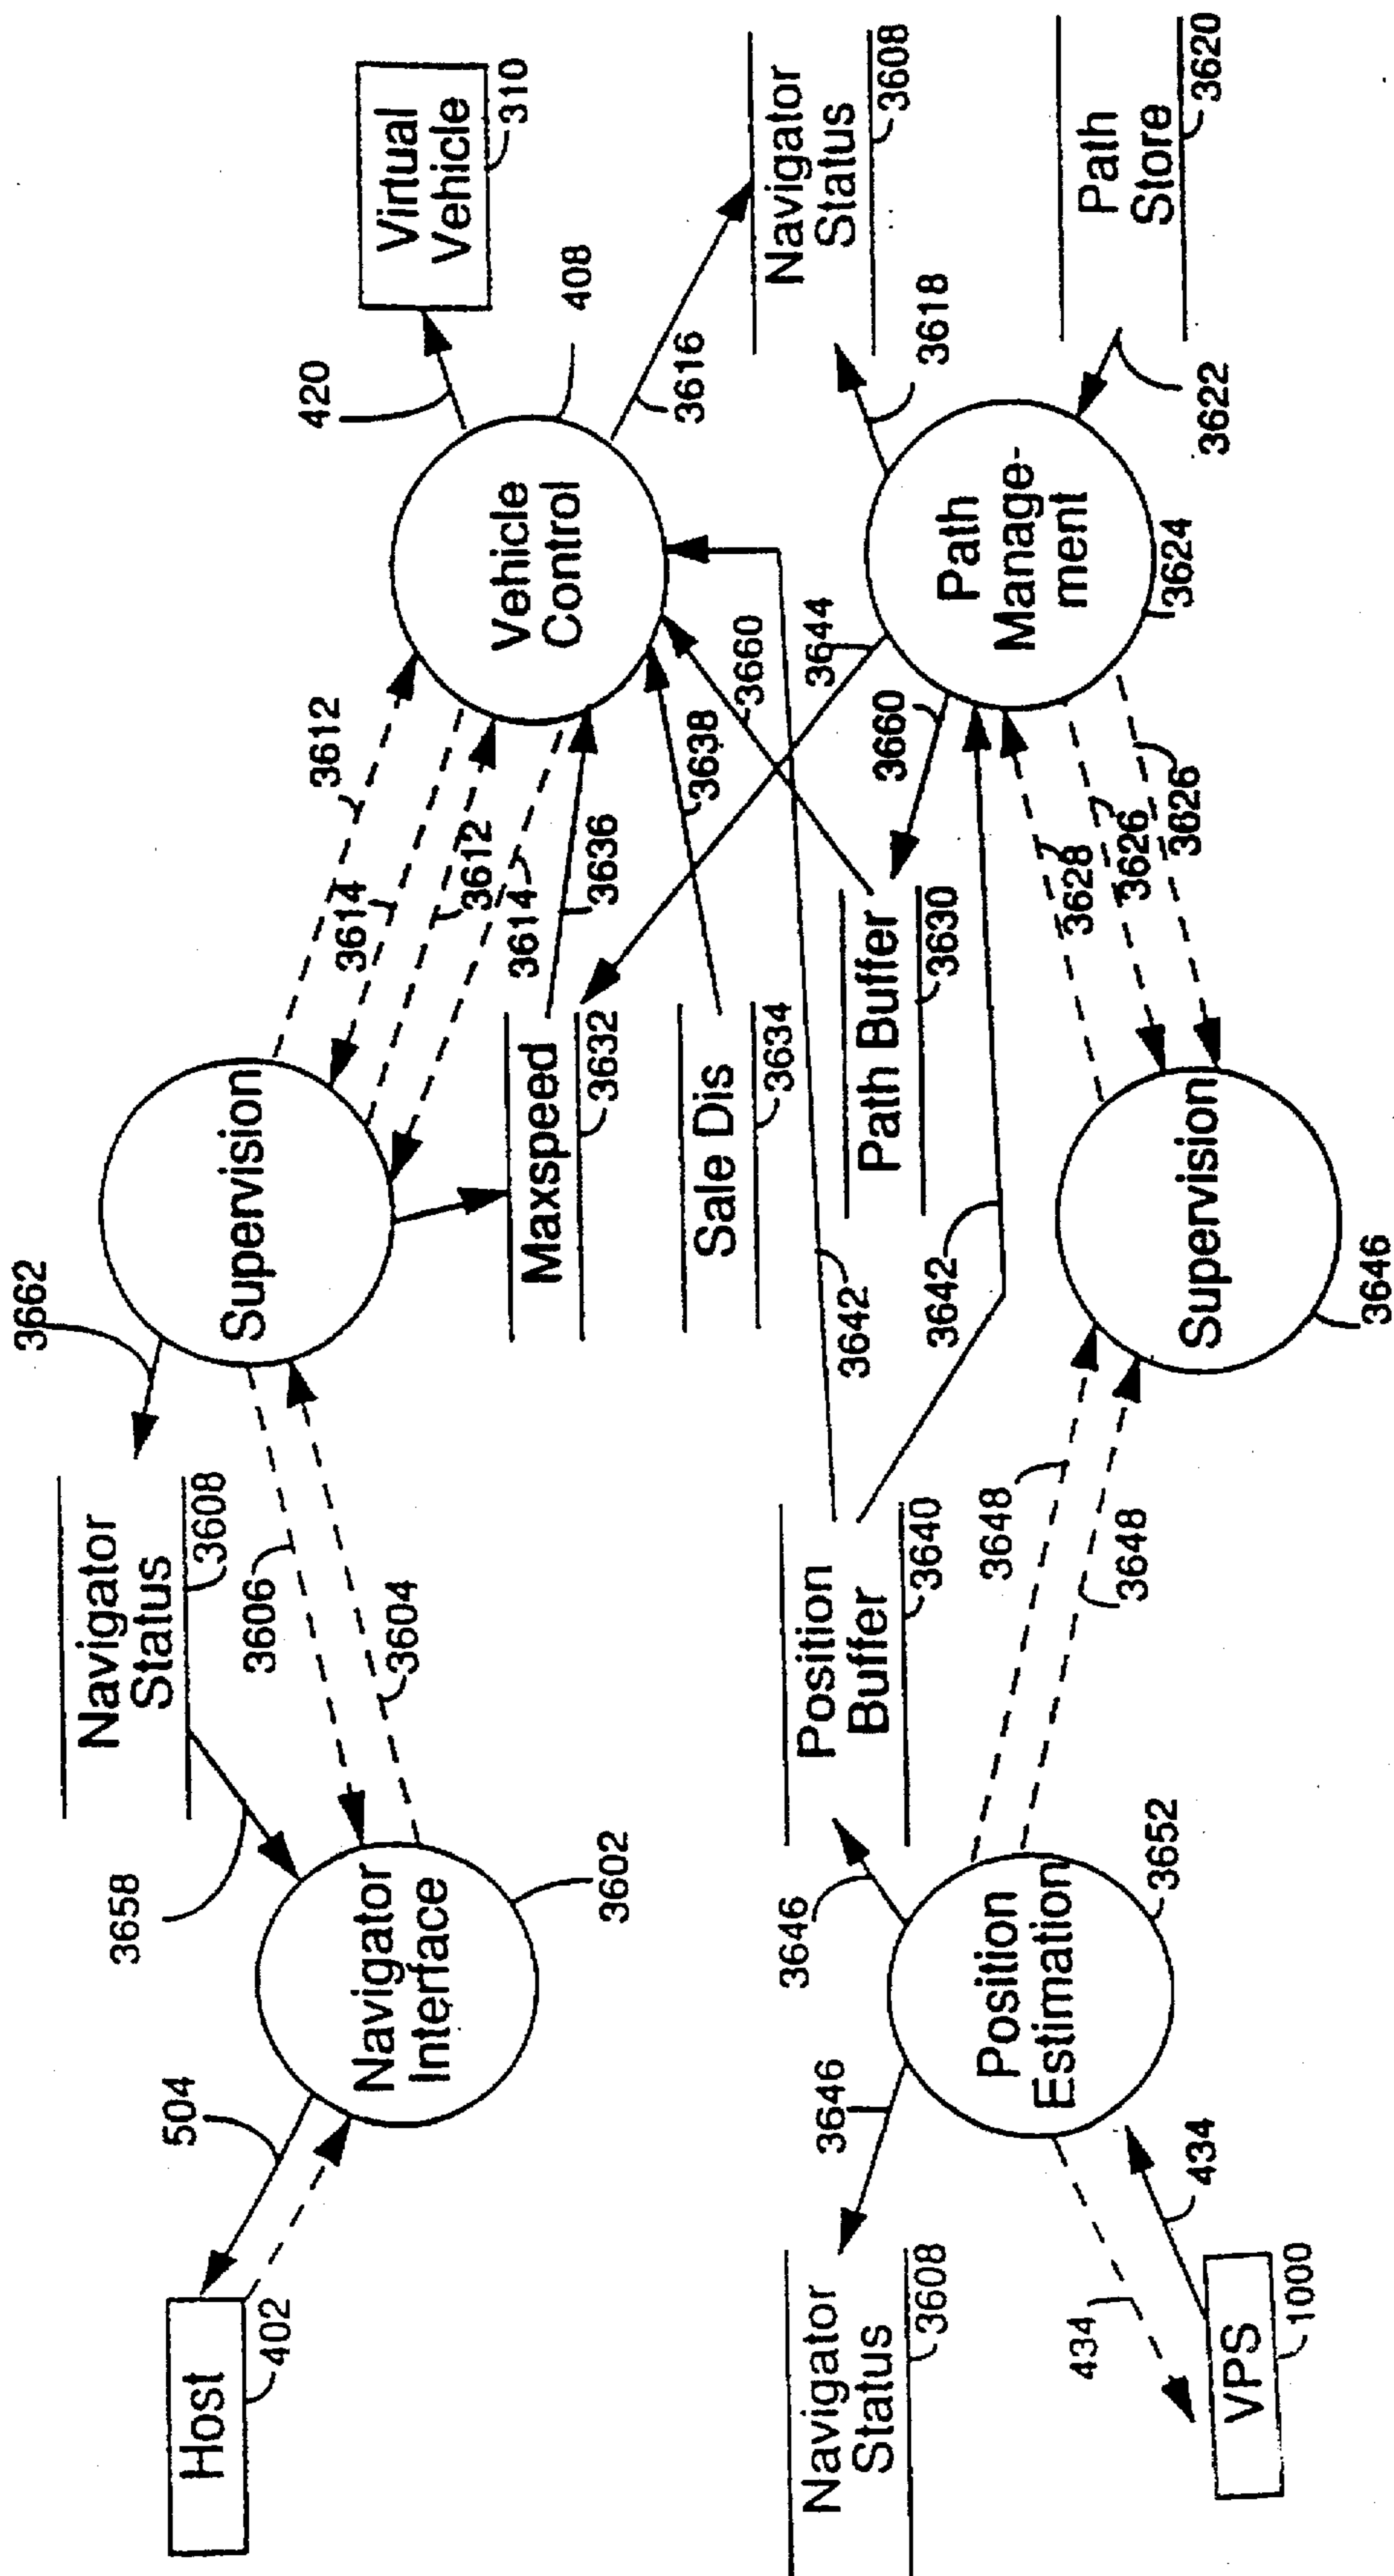 Host
402
504
Navigator
Interface
3602
3658
Navigator
Status
3608
3606
3604
3662
Supervision
3612
3614
3612
3614
Vehicle
Control
408
420
Virtual
Vehicle
310
3616
Navigator
Status
3608
3618
Maxspeed
3632
3636
Sale Dis
3634
3638
3660
3644
3660
Path Buffer
3630
3642
3642
Path
Manage-
ment
3624
Path
Store
3620
3622
3628
3626
3626
Supervision
3646
3648
3648
Position
Buffer
3640
3646
Position
Estimation
3652
3646
Navigator
Status
3608
434
434
VPS
1000